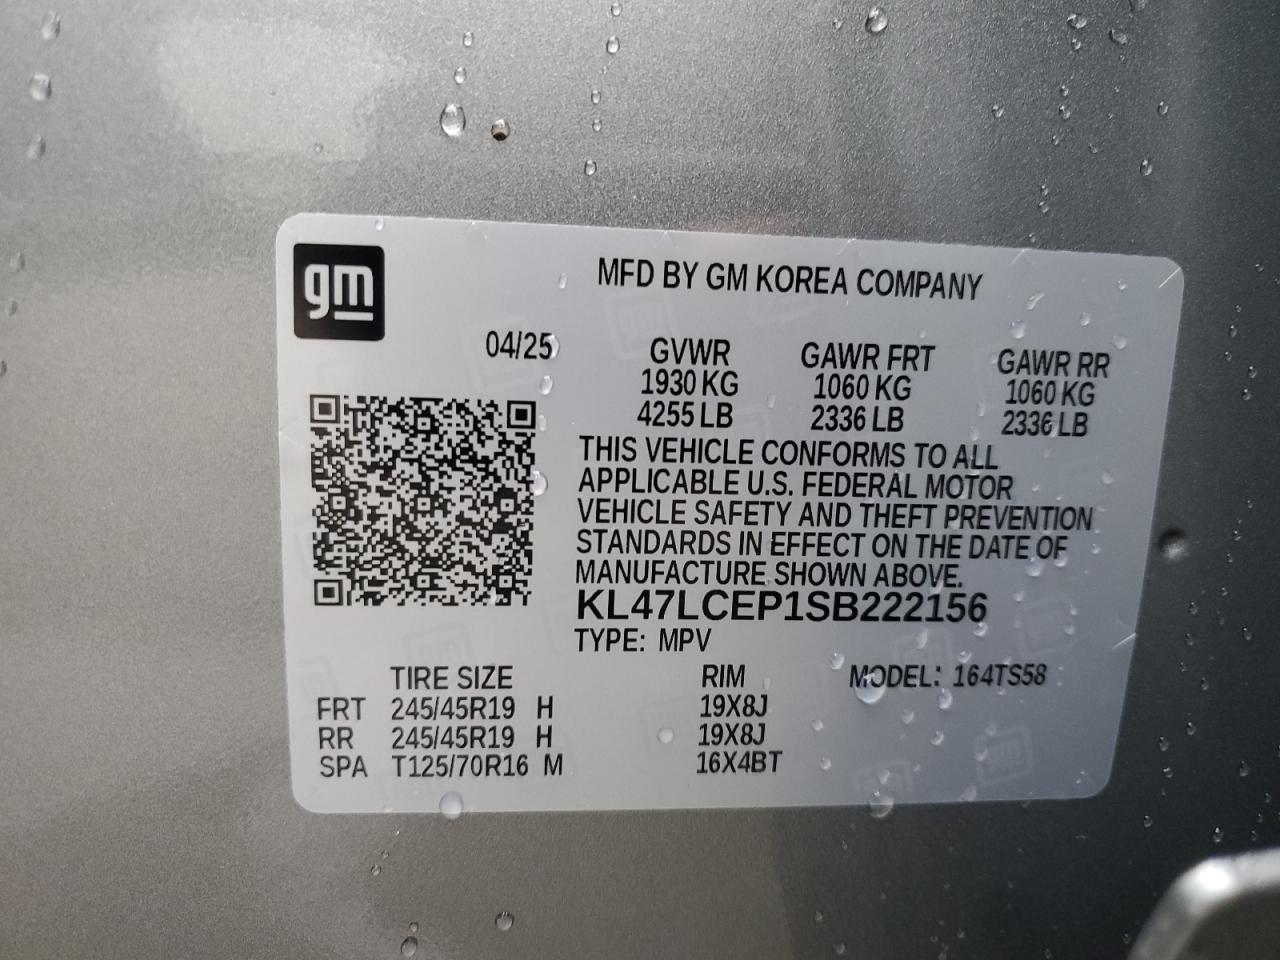 gm
MFD BY GM KOREA COMPANY
04/25
GVWR GAWR FRT GAWR RR
1930 KG 1060 KG 1060 KG
4255 LB 2336 LB 2336 LB
THIS VEHICLE CONFORMS TO ALL
APPLICABLE U.S. FEDERAL MOTOR
VEHICLE SAFETY AND THEFT PREVENTION
STANDARDS IN EFFECT ON THE DATE OF
MANUFACTURE SHOWN ABOVE.
KL47LCEP1SB222156
TYPE: MPV
TIRE SIZE RIM MODEL: 164TS58
FRT 245/45R19 H 19X8J
RR 245/45R19 H 19X8J
SPA T125/70R16 M 16X4BT